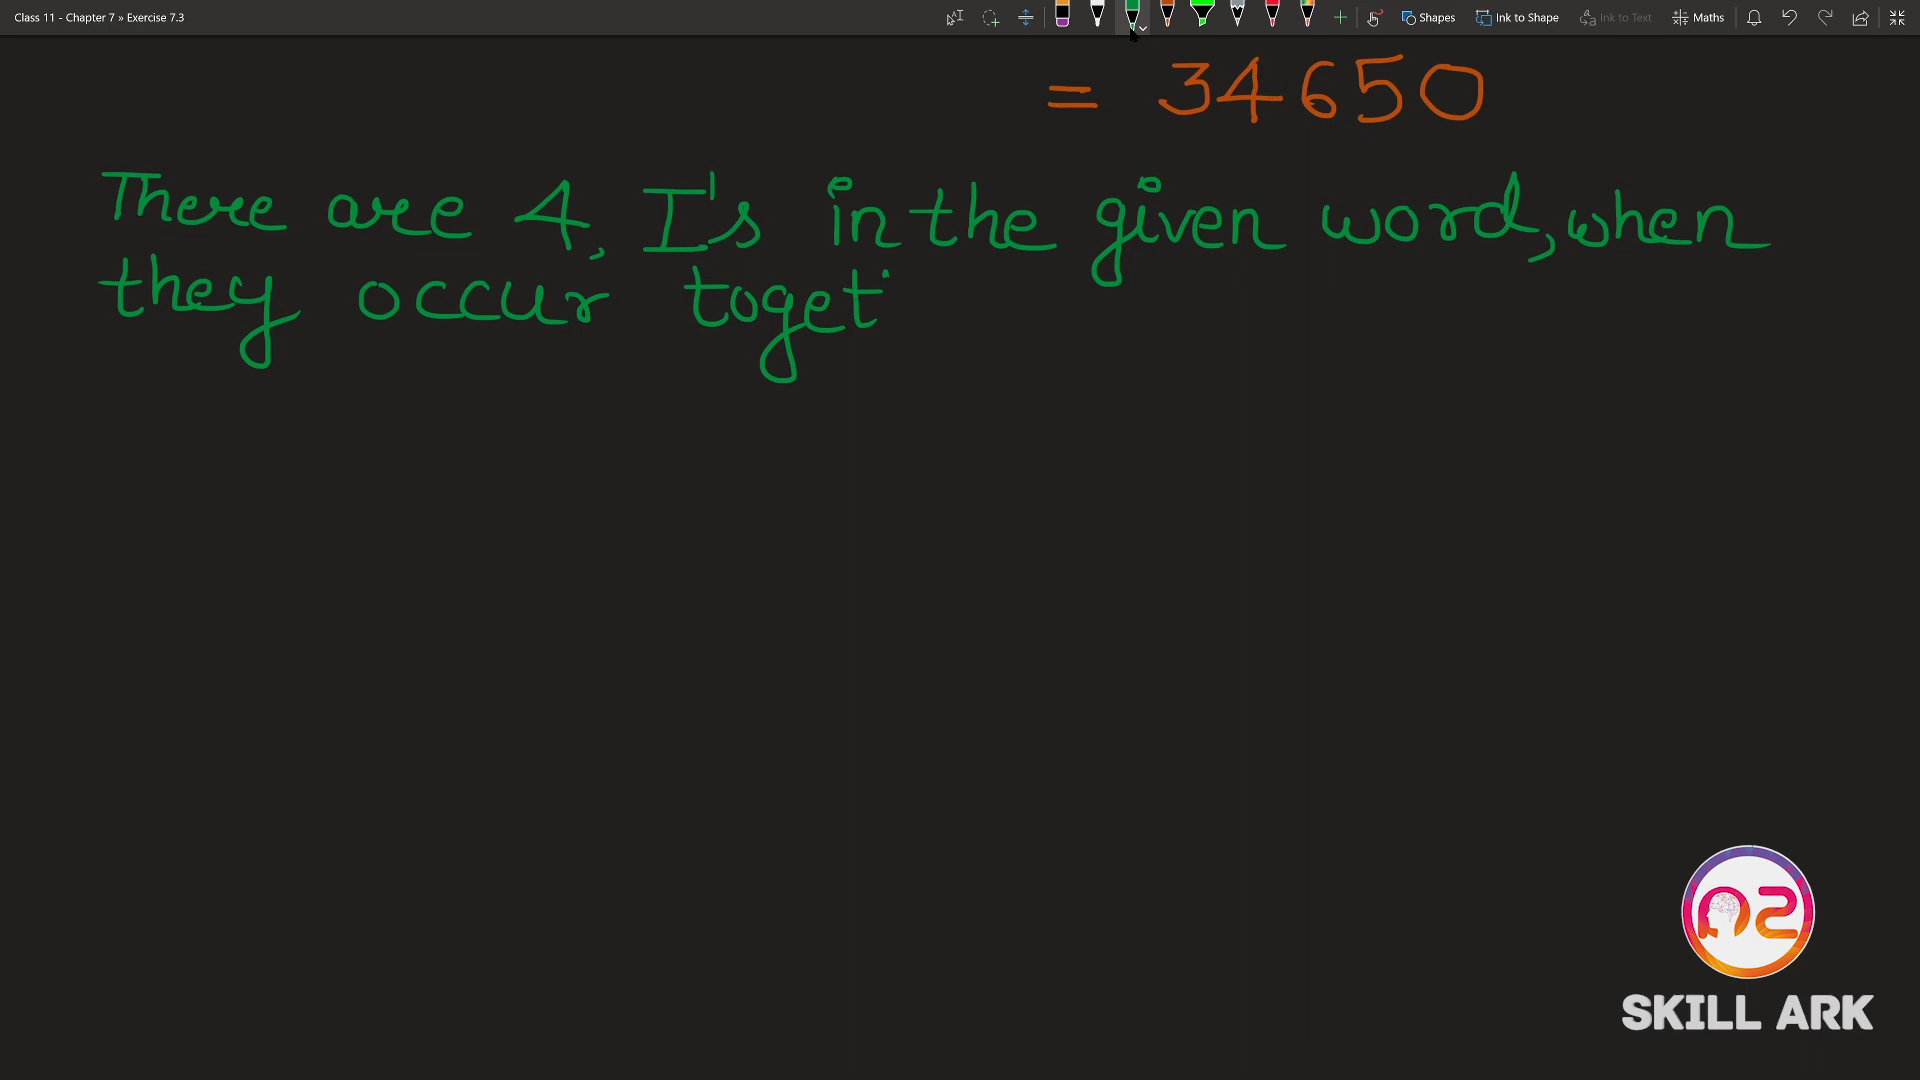 Class 11 - Chapter 7 » Exercise 7.3
Shapes Ink to Shape Ink to Text Maths
= 34650
There are 4, I's in the given word, when
they occur toget
SKILL ARK